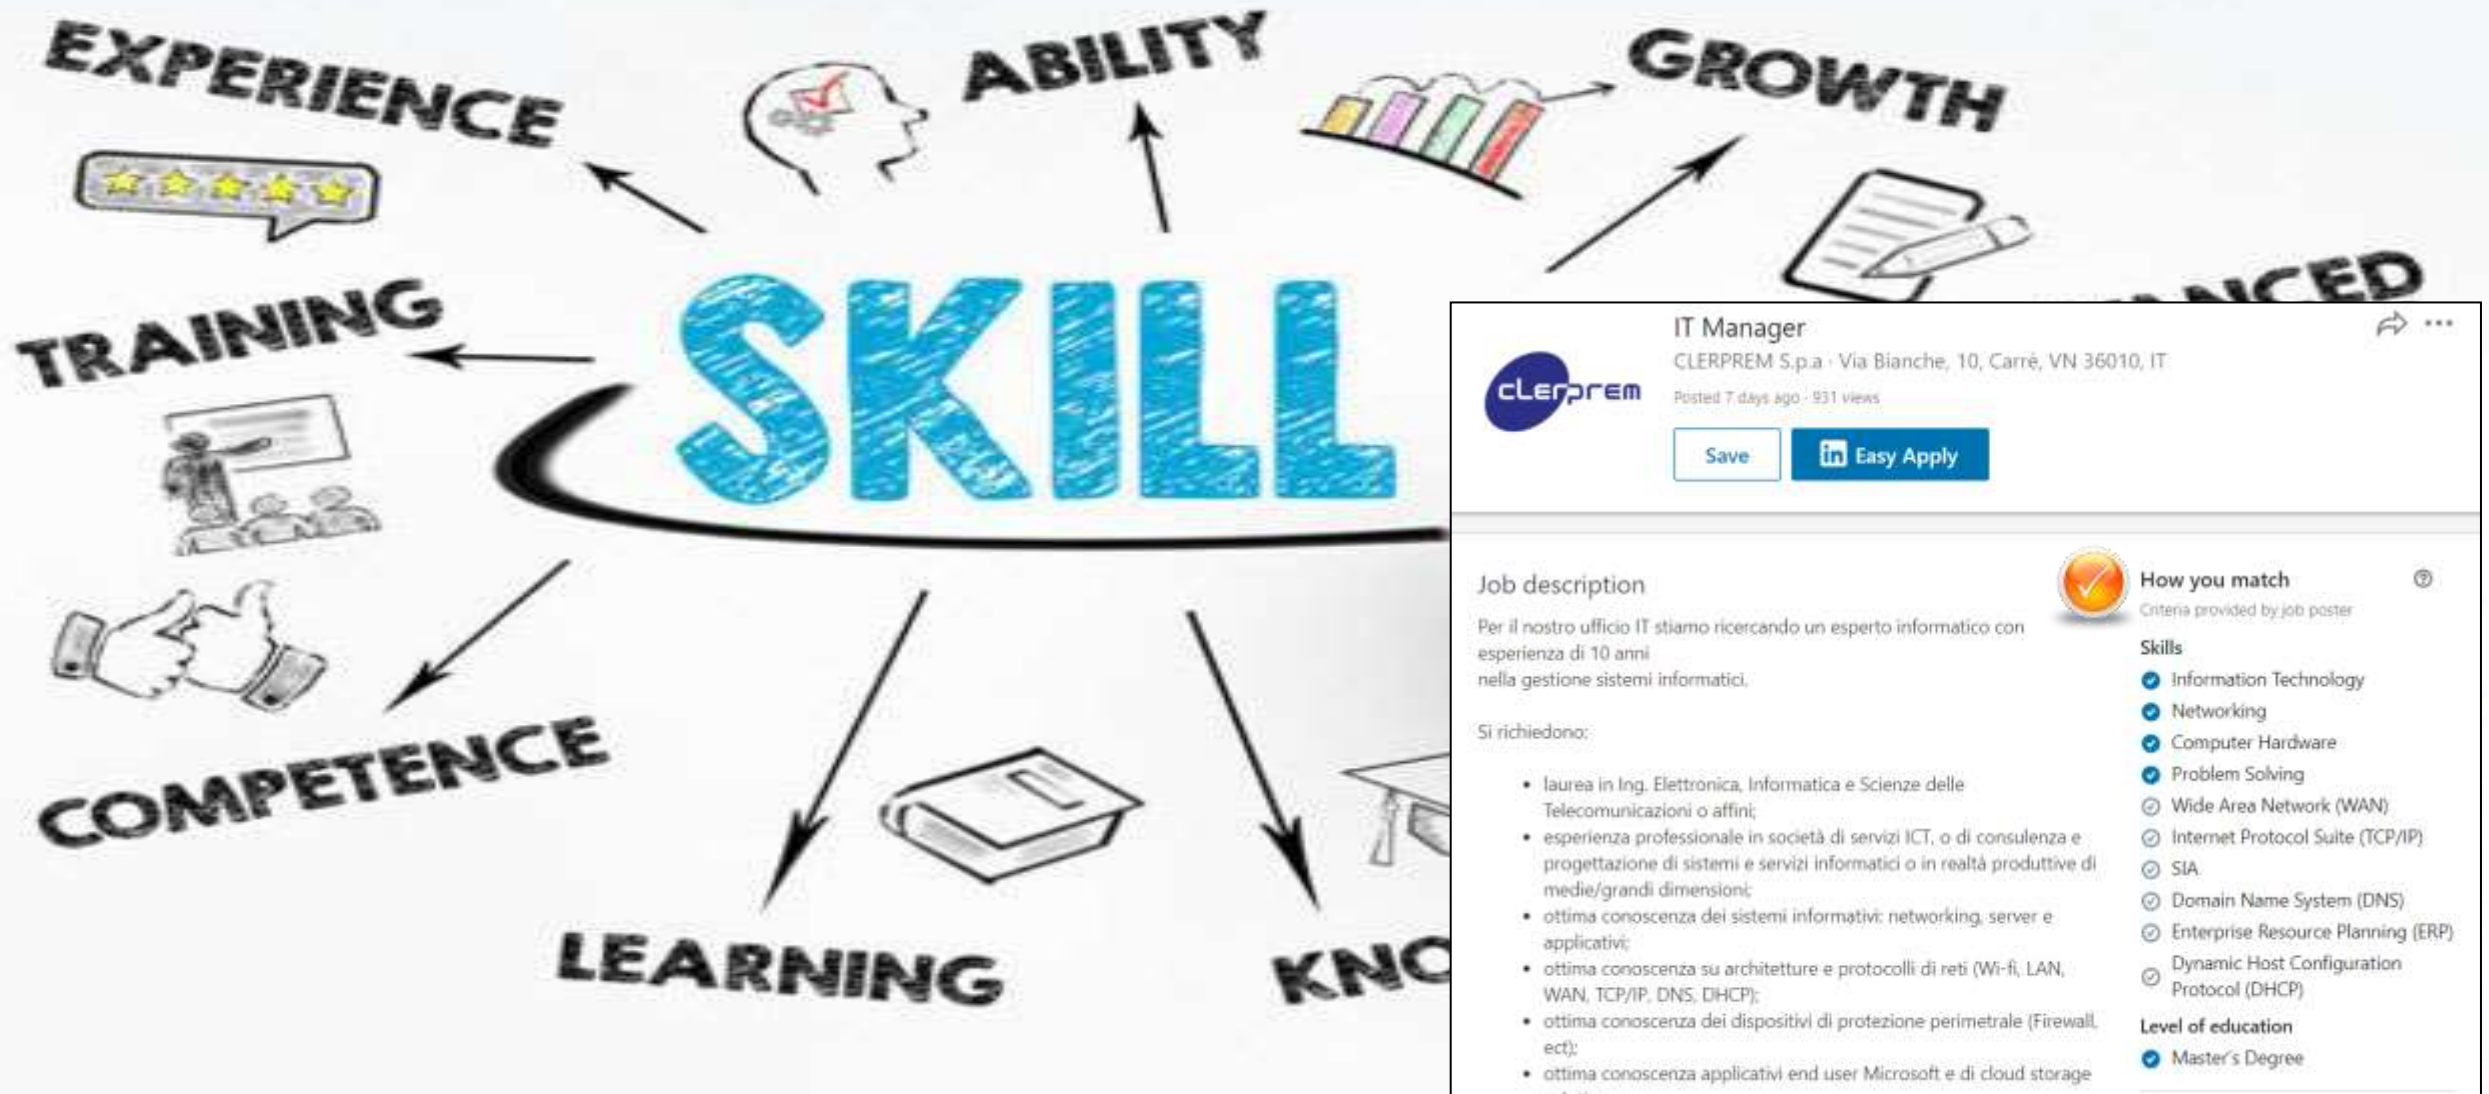 EXPERIENCE
ABILITY
GROWTH
TRAINING
SKILL
COMPETENCE
LEARNING
clerprem
IT Manager
CLERPREM S.p.a · Via Bianche, 10, Carrè, VN 36010, IT
Posted 7 days ago · 931 views
Save
in Easy Apply
Job description
Per il nostro ufficio IT stiamo ricercando un esperto informatico con
esperienza di 10 anni
nella gestione sistemi informatici.
Si richiedono:
• laurea in Ing. Elettronica, Informatica e Scienze delle
Telecomunicazioni o affini;
• esperienza professionale in società di servizi ICT, o di consulenza e
progettazione di sistemi e servizi informatici o in realtà produttive di
medie/grandi dimensioni;
• ottima conoscenza dei sistemi informativi: networking, server e
applicativi;
• ottima conoscenza su architetture e protocolli di reti (Wi-fi, LAN,
WAN, TCP/IP, DNS, DHCP);
• ottima conoscenza dei dispositivi di protezione perimetrale (Firewall,
ect);
• ottima conoscenza applicativi end user Microsoft e di cloud storage
How you match
Criteria provided by job poster
Skills
Information Technology
Networking
Computer Hardware
Problem Solving
Wide Area Network (WAN)
Internet Protocol Suite (TCP/IP)
SIA
Domain Name System (DNS)
Enterprise Resource Planning (ERP)
Dynamic Host Configuration
Protocol (DHCP)
Level of education
Master's Degree